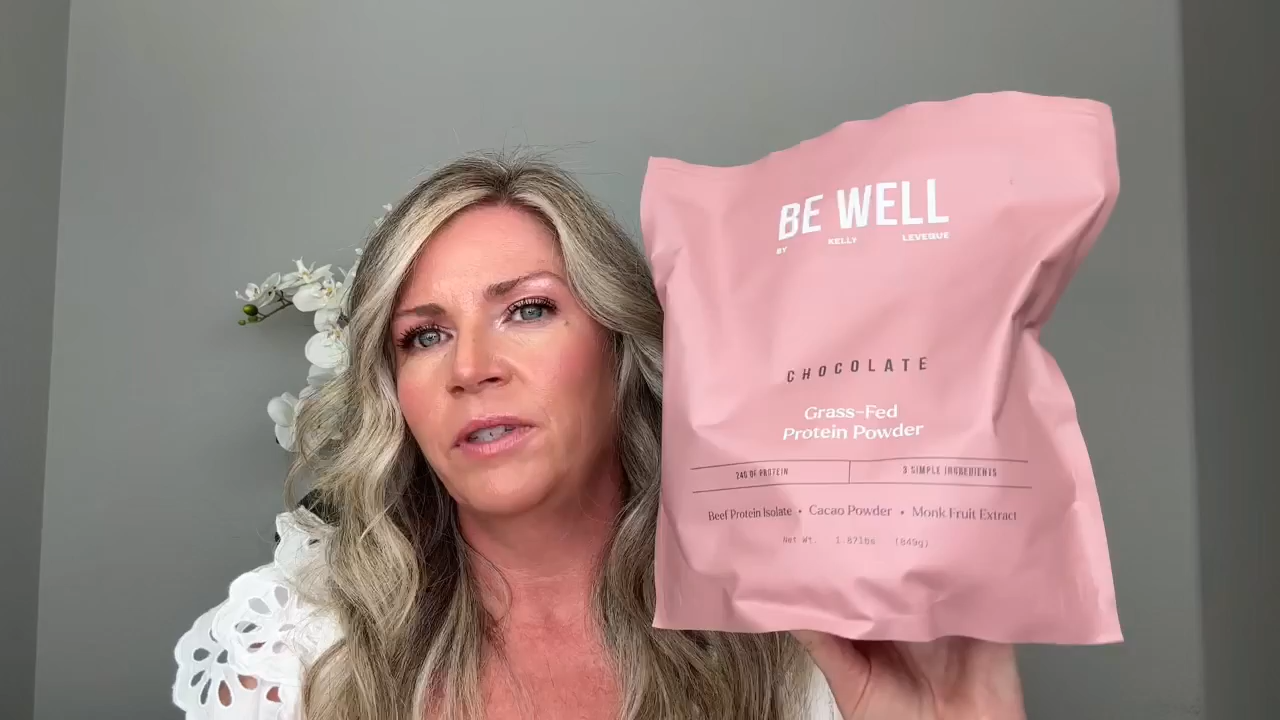 BE WELL
BY KELLY LEVEQUE
CHOCOLATE
Grass-Fed
Protein Powder
24G OF PROTEIN 3 SIMPLE INGREDIENTS
Beef Protein Isolate • Cacao Powder • Monk Fruit Extract
Net Wt. 1.87lbs (849g)